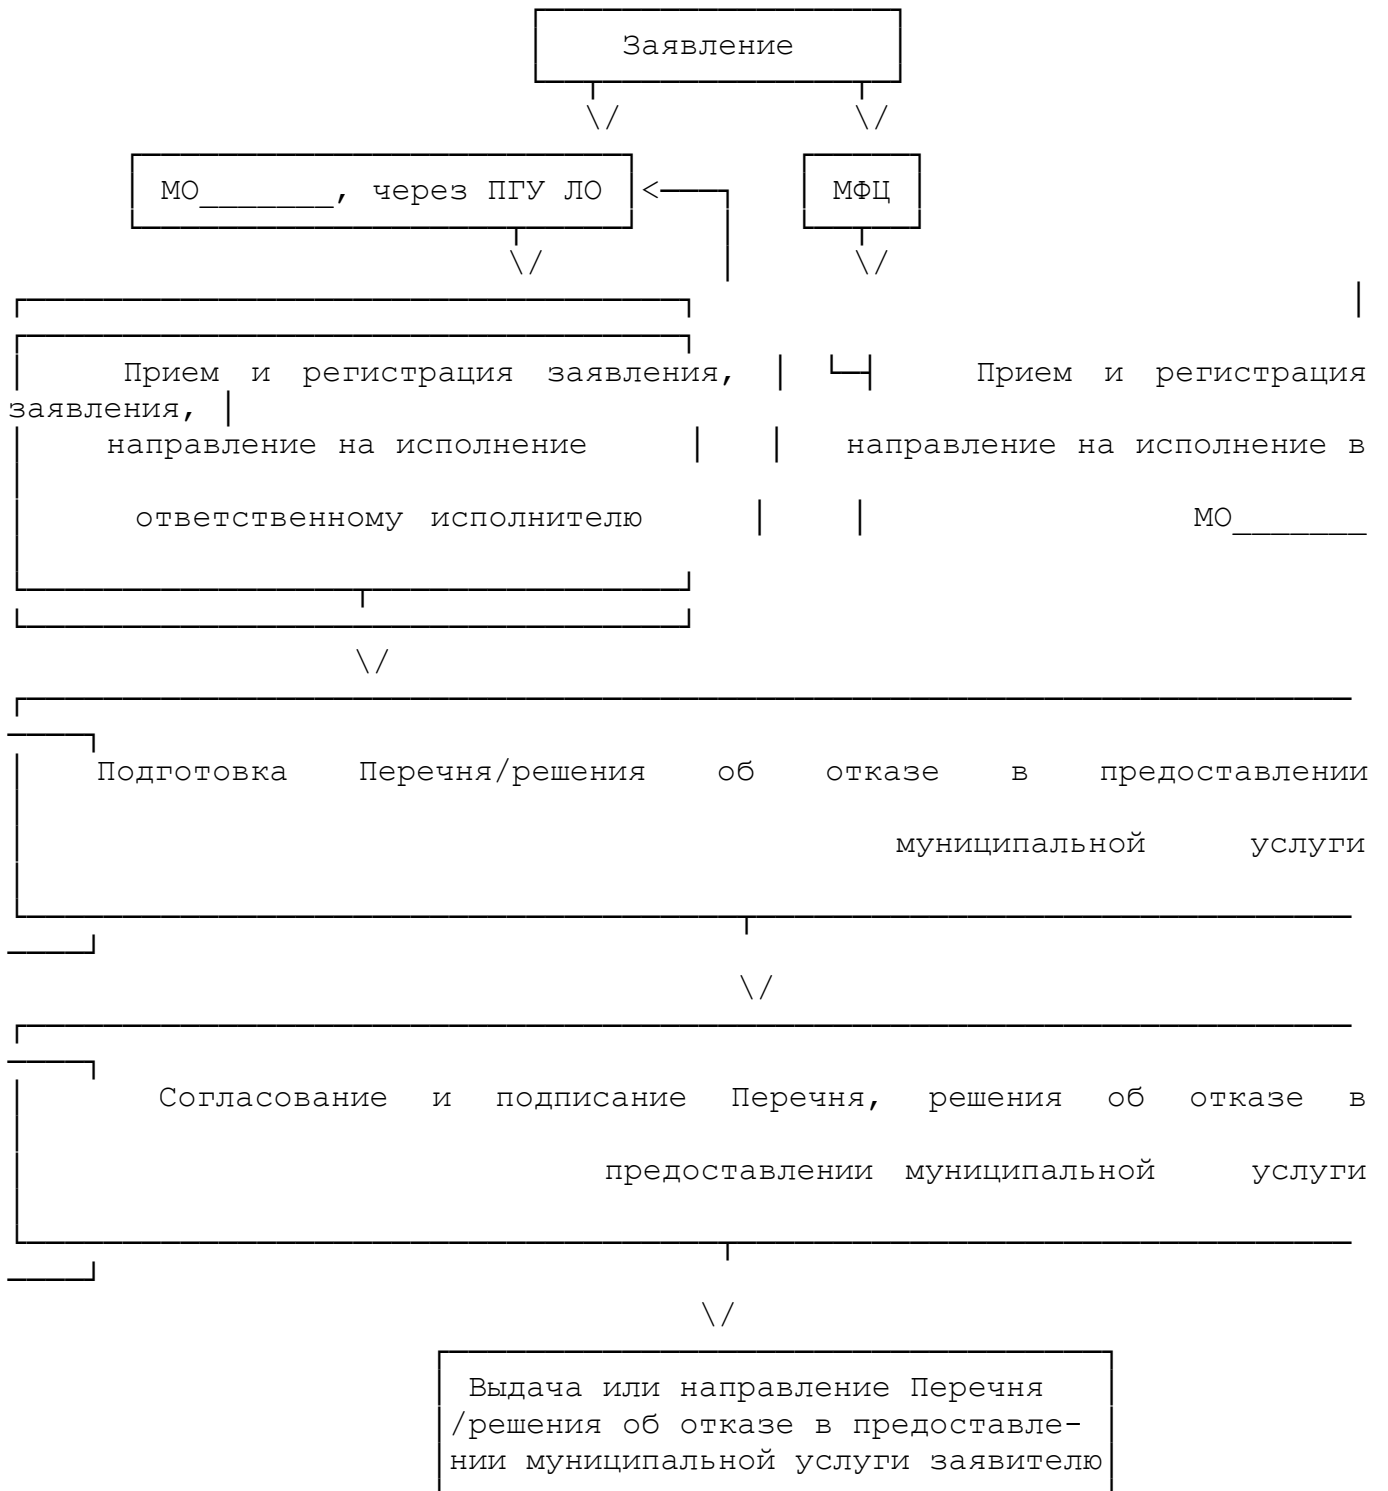 Заявление
\/ \/
МО_______, через ПГУ ЛО < МФЦ
\/ \/
Прием и регистрация заявления, Прием и регистрация
заявления,
направление на исполнение направление на исполнение в
ответственному исполнителю МО_______
\/
Подготовка Перечня/решения об отказе в предоставлении
муниципальной услуги
\/
Согласование и подписание Перечня, решения об отказе в
предоставлении муниципальной услуги
\/
Выдача или направление Перечня
/решения об отказе в предоставле-
нии муниципальной услуги заявителю